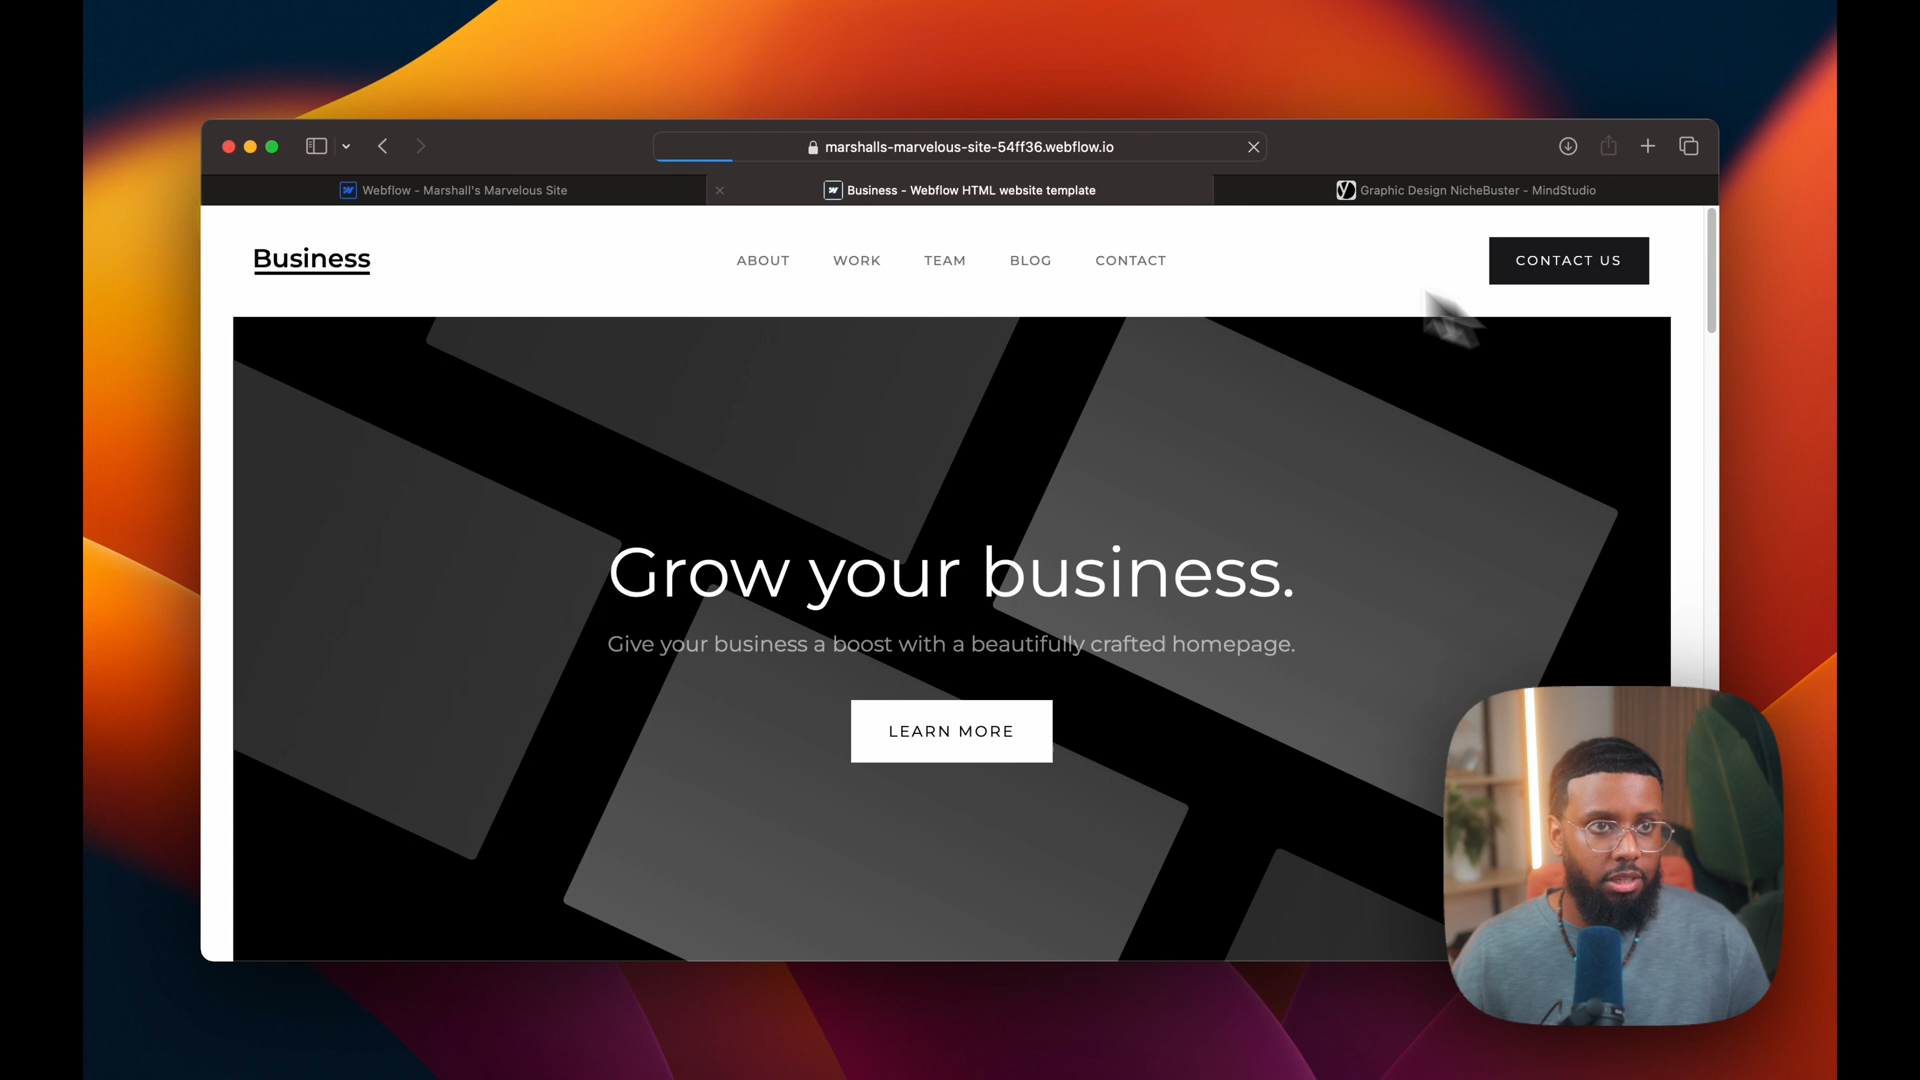 marshalls-marvelous-site-54ff36.webflow.io
Webflow - Marshall's Marvelous Site
Business - Webflow HTML website template
Graphic Design NicheBuster - MindStudio
Business
ABOUT
WORK
TEAM
BLOG
CONTACT
CONTACT US
Grow your business.
Give your business a boost with a beautifully crafted homepage.
LEARN MORE